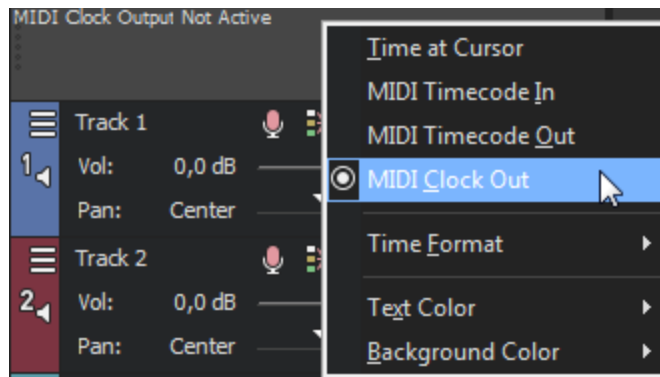 MIDI Clock Output Not Active
Time at Cursor
MIDI Timecode In
MIDI Timecode Out
MIDI Clock Out
Time Format
Text Color
Background Color
Track 1
1
Vol: 0,0 dB
Pan: Center
Track 2
2
Vol: 0,0 dB
Pan: Center